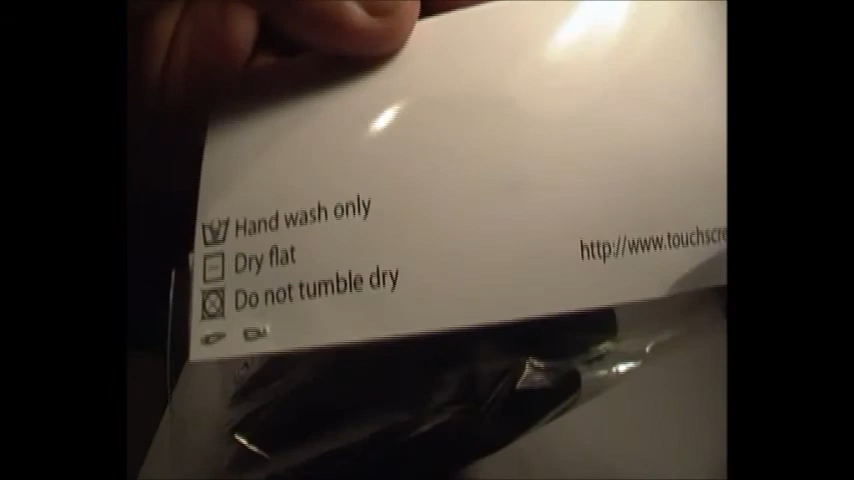 Hand wash only
Dry flat
Do not tumble dry
http://www.touchscre